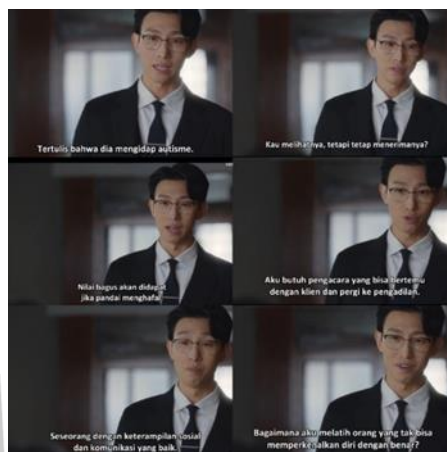 Tertulis bahwa dia mengidap autisme.
Kau melihatnya, tetapi tetap menerimanya?
Nilai bagus akan didapat
jika pandai menghafal
Aku butuh pengacara yang bisa bertemu
dengan klien dan pergi ke pengadilan.
Seseorang dengan keterampilan sosial
dan komunikasi yang baik.
Bagaimana aku melatih orang yang tak bisa
memperkenalkan diri dengan benar?